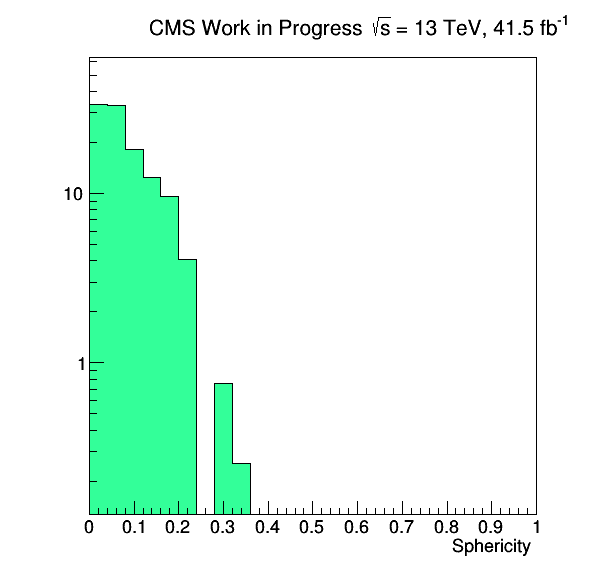 CMS Work in Progress √s = 13 TeV, 41.5 fb⁻¹
10
1
0 0.1 0.2 0.3 0.4 0.5 0.6 0.7 0.8 0.9 1
Sphericity